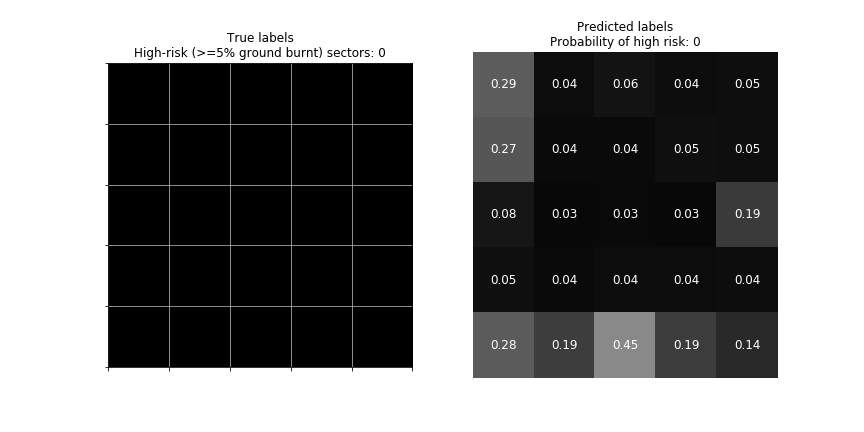 True labels
High-risk (>=5% ground burnt) sectors: 0
Predicted labels
Probability of high risk: 0
0.29 0.04 0.06 0.04 0.05
0.27 0.04 0.04 0.05 0.05
0.08 0.03 0.03 0.03 0.19
0.05 0.04 0.04 0.04 0.04
0.28 0.19 0.45 0.19 0.14